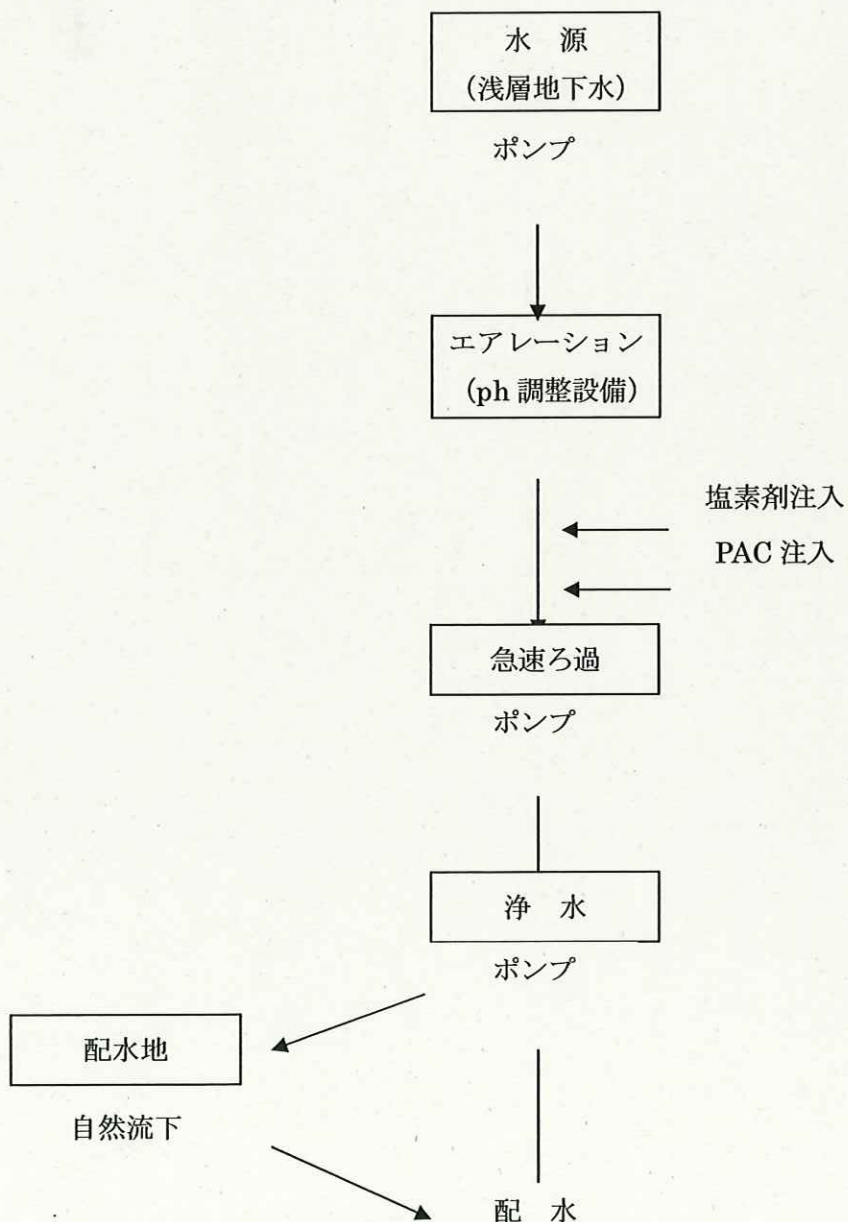 水 源
(浅層地下水)
ポンプ
エアレーション
(ph 調整設備)
塩素剤注入
PAC 注入
急速ろ過
ポンプ
浄 水
ポンプ
配水地
自然流下
配 水